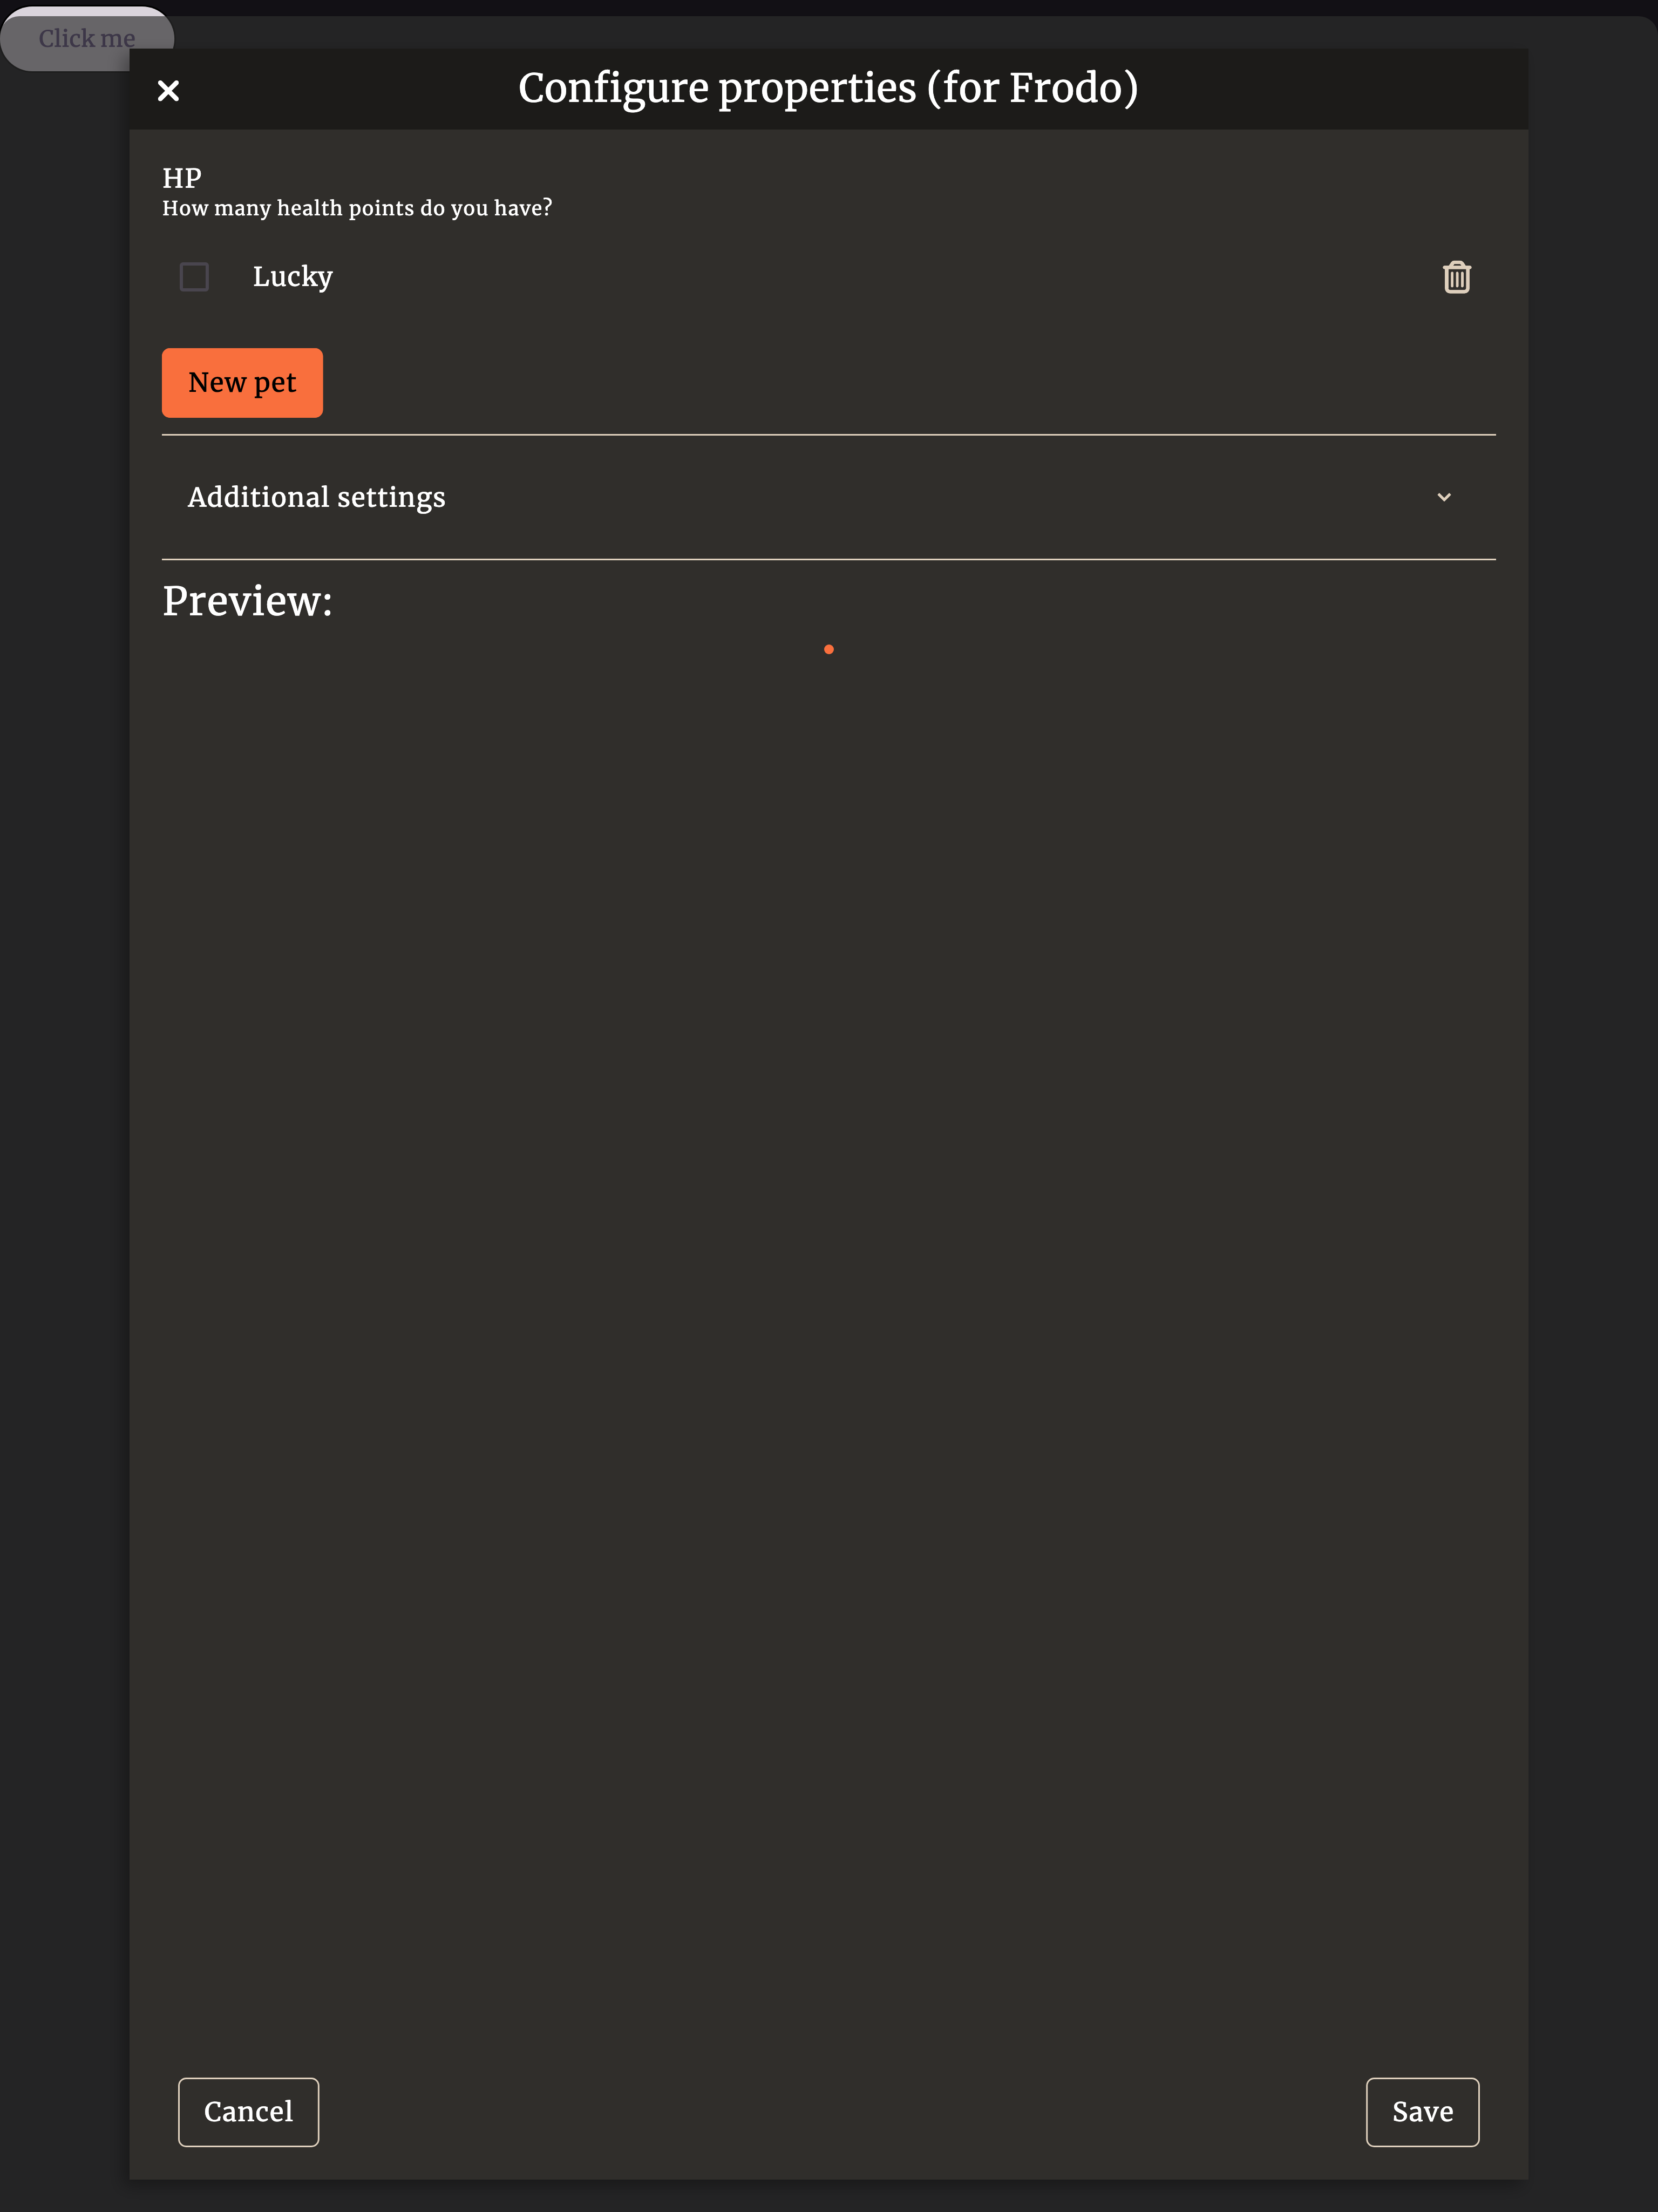 Click me
Configure properties (for Frodo)
HP
How many health points do you have?
Lucky
New pet
Additional settings
Preview:
Cancel
Save